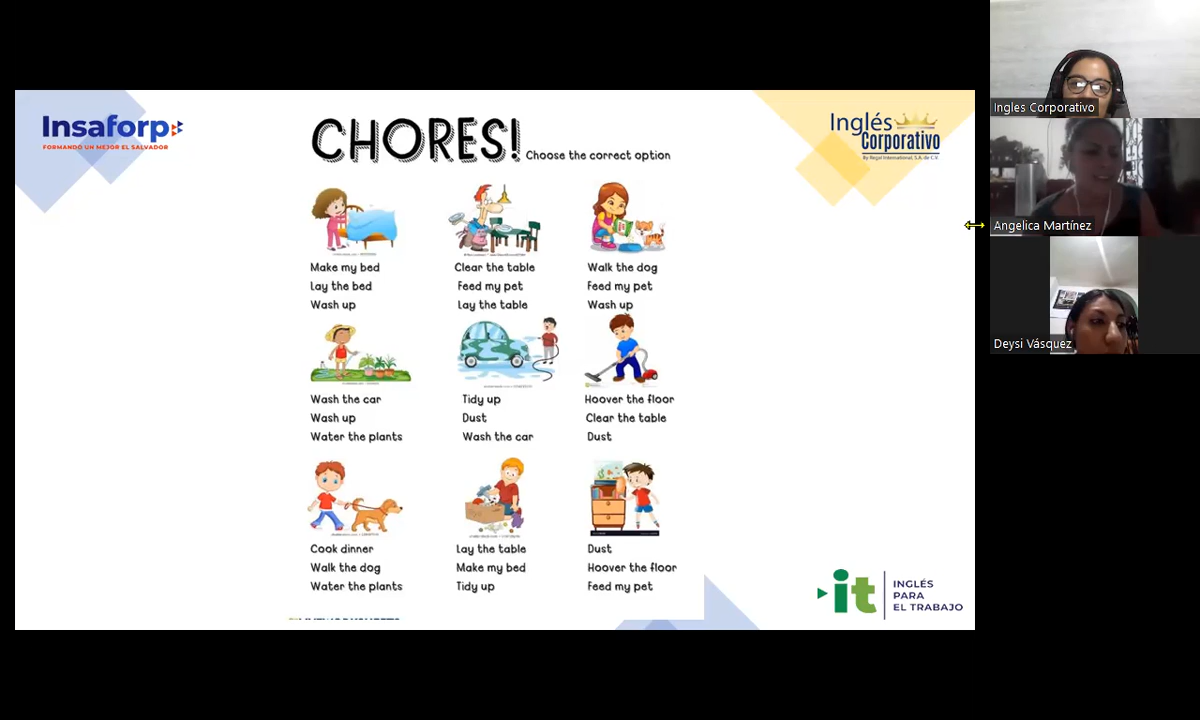 Insaforp
FORMANDO UN MEJOR EL SALVADOR
CHORES!
Choose the correct option
Inglés
Corporativo
By Regal International, S.A. de C.V.
Make my bed
Lay the bed
Wash up
Clear the table
Feed my pet
Lay the table
Walk the dog
Feed my pet
Wash up
Wash the car
Wash up
Water the plants
Tidy up
Dust
Wash the car
Hoover the floor
Clear the table
Dust
Cook dinner
Walk the dog
Water the plants
Lay the table
Make my bed
Tidy up
Dust
Hoover the floor
Feed my pet
it
INGLÉS
PARA
EL TRABAJO
Ingles Corporativo
Angelica Martínez
Deysi Vásquez